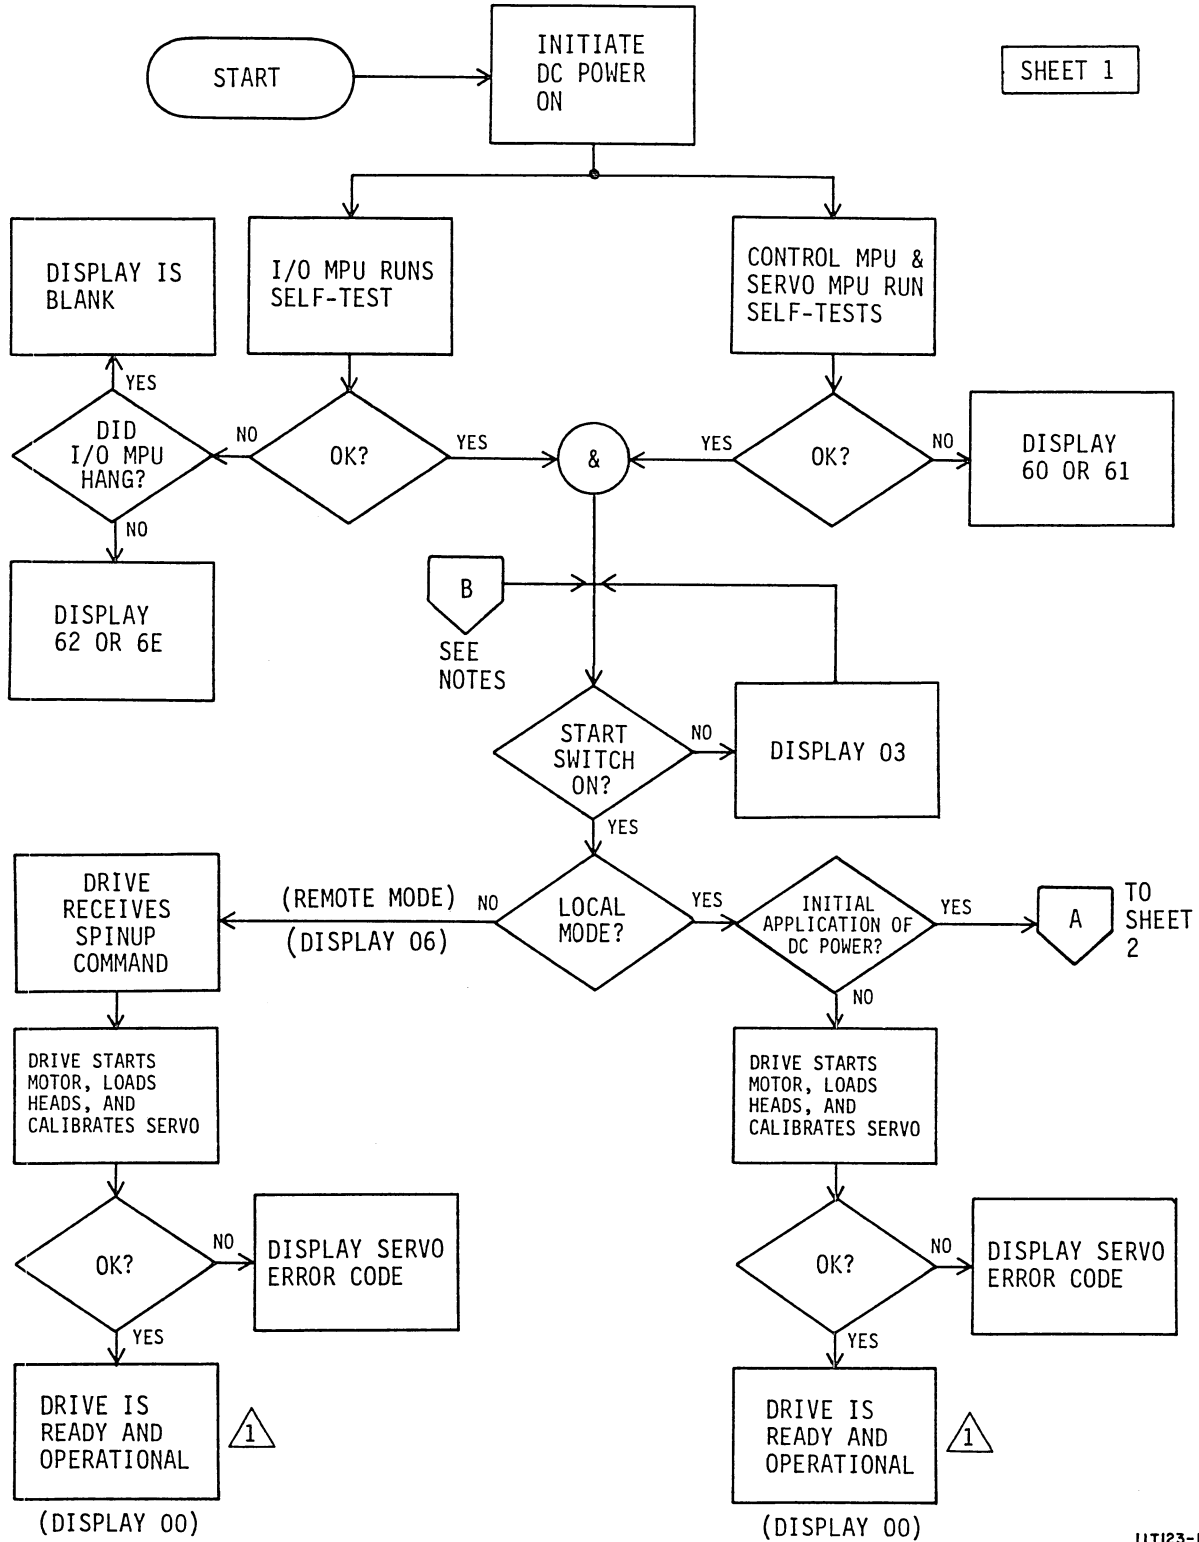 INITIATE
DC POWER
ON
START
SHEET 1
DISPLAY IS
BLANK
I/O MPU RUNS
SELF-TEST
CONTROL MPU &
SERVO MPU RUN
SELF-TESTS
YES
DID
I/O MPU
HANG?
NO
OK?
YES
&
YES
OK?
NO
DISPLAY
60 OR 61
NO
DISPLAY
62 OR 6E
B
SEE
NOTES
START
SWITCH
ON?
NO
DISPLAY 03
YES
DRIVE
RECEIVES
SPINUP
COMMAND
(REMOTE MODE)
(DISPLAY 06)
NO
LOCAL
MODE?
YES
INITIAL
APPLICATION OF
DC POWER?
YES
A
TO
SHEET
2
NO
DRIVE STARTS
MOTOR, LOADS
HEADS, AND
CALIBRATES SERVO
DRIVE STARTS
MOTOR, LOADS
HEADS, AND
CALIBRATES SERVO
OK?
NO
DISPLAY SERVO
ERROR CODE
OK?
NO
DISPLAY SERVO
ERROR CODE
YES
YES
DRIVE IS
READY AND
OPERATIONAL
1
(DISPLAY 00)
DRIVE IS
READY AND
OPERATIONAL
1
(DISPLAY 00)